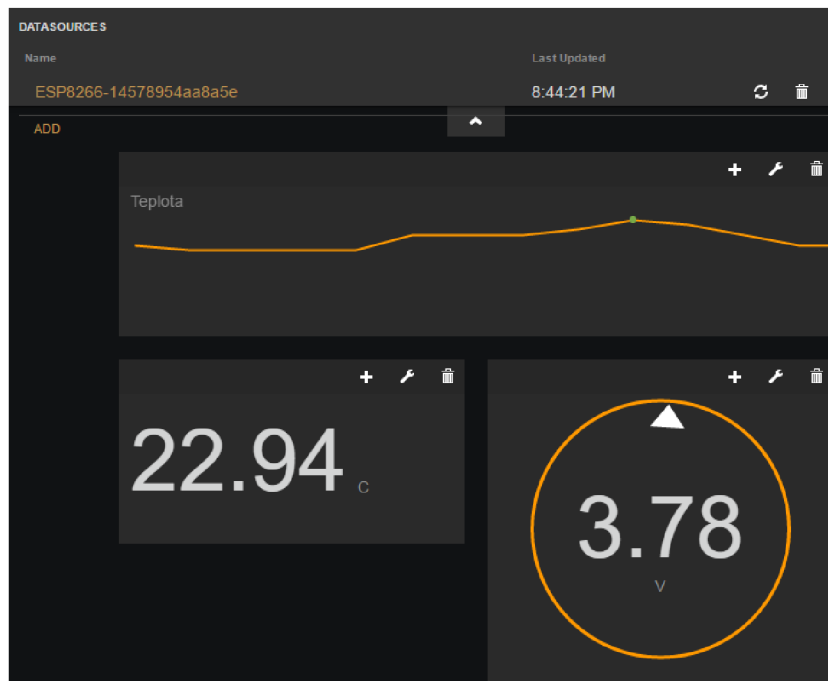 DATASOURCES
Name Last Updated
ESP8266-14578954aa8a5e 8:44:21 PM
ADD
Teplota
22.94 C
3.78
V